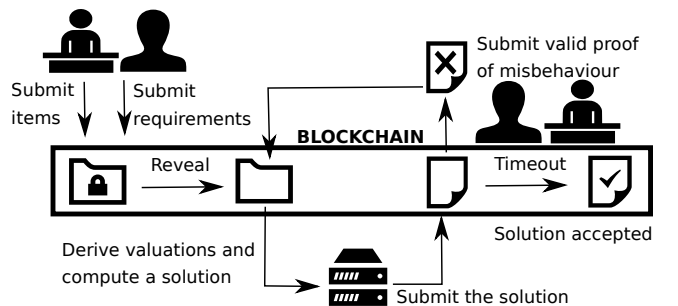 Submit valid proof
of misbehaviour
Submit
items
Submit
requirements
BLOCKCHAIN
Reveal
Timeout
Solution accepted
Derive valuations and
compute a solution
Submit the solution